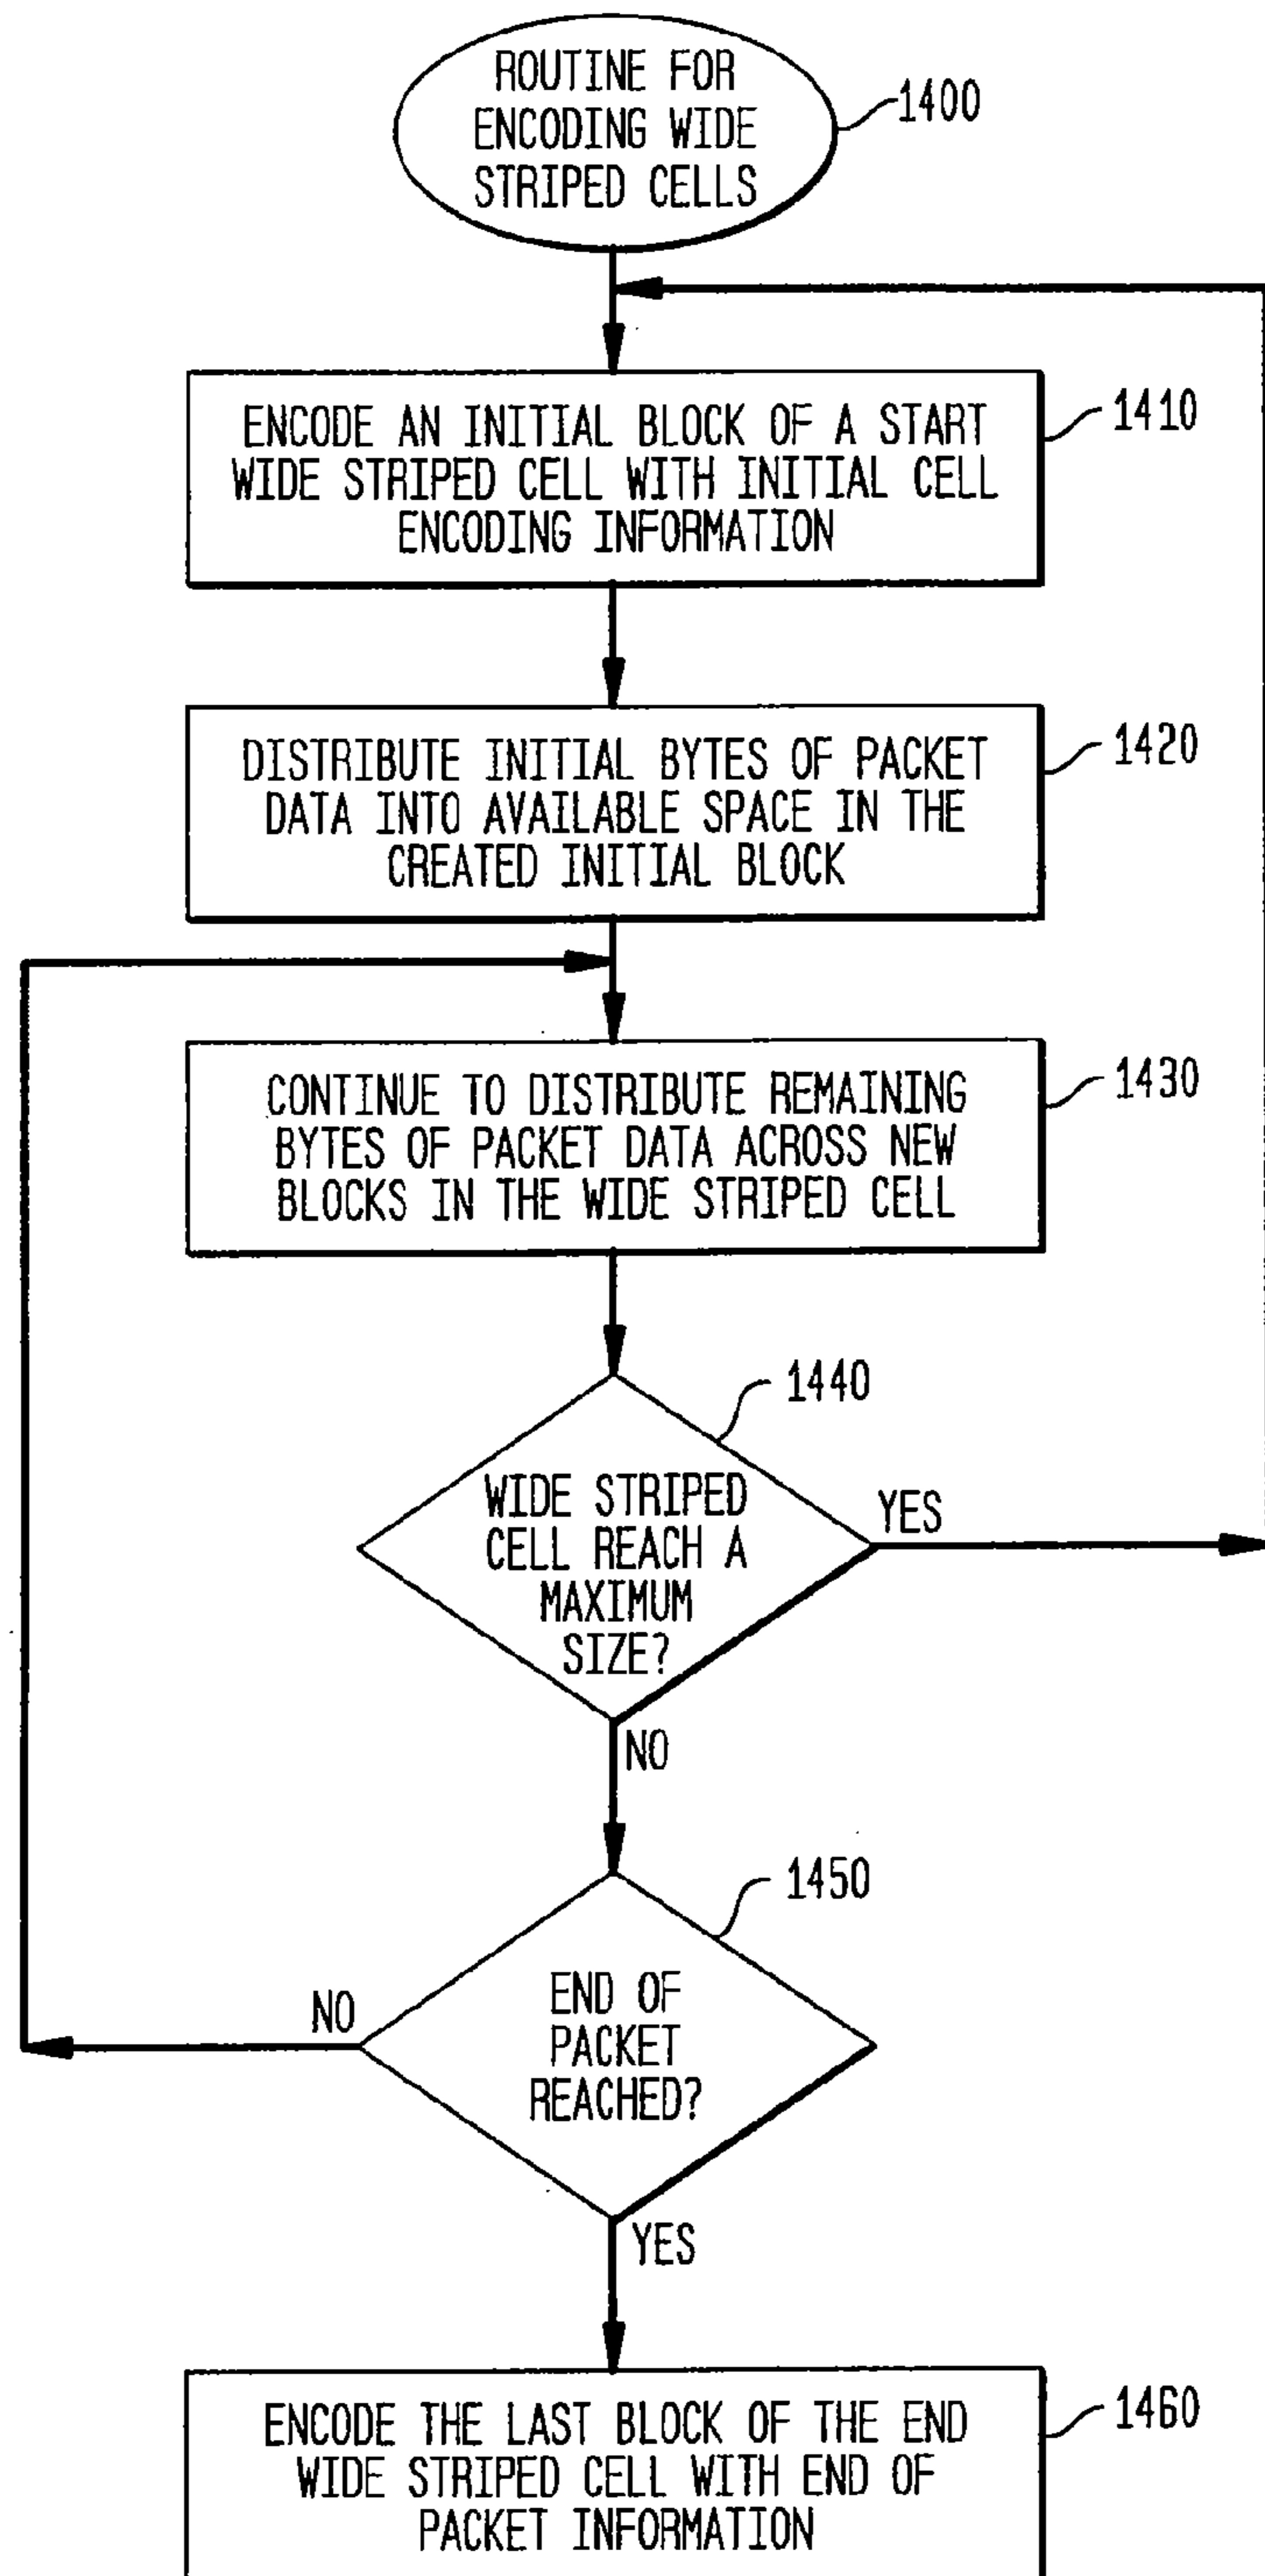 ROUTINE FOR
ENCODING WIDE
STRIPED CELLS
1400
ENCODE AN INITIAL BLOCK OF A START
WIDE STRIPED CELL WITH INITIAL CELL
ENCODING INFORMATION
1410
DISTRIBUTE INITIAL BYTES OF PACKET
DATA INTO AVAILABLE SPACE IN THE
CREATED INITIAL BLOCK
1420
CONTINUE TO DISTRIBUTE REMAINING
BYTES OF PACKET DATA ACROSS NEW
BLOCKS IN THE WIDE STRIPED CELL
1430
1440
WIDE STRIPED
CELL REACH A
MAXIMUM
SIZE?
YES
NO
1450
END OF
PACKET
REACHED?
NO
YES
ENCODE THE LAST BLOCK OF THE END
WIDE STRIPED CELL WITH END OF
PACKET INFORMATION
1460